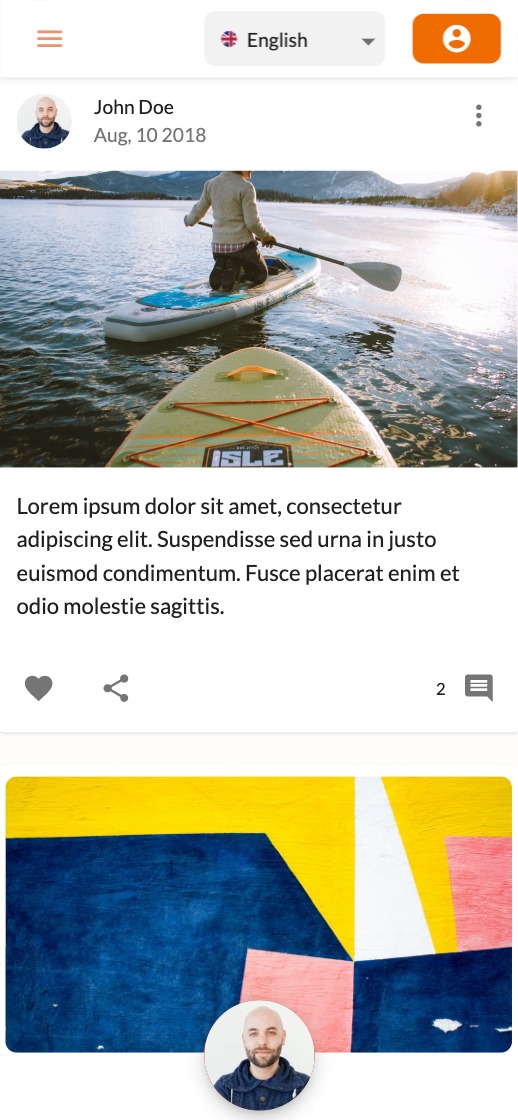 English
John Doe
Aug, 10 2018
ISLE
Lorem ipsum dolor sit amet, consectetur
adipiscing elit. Suspendisse sed urna in justo
euismod condimentum. Fusce placerat enim et
odio molestie sagittis.
2